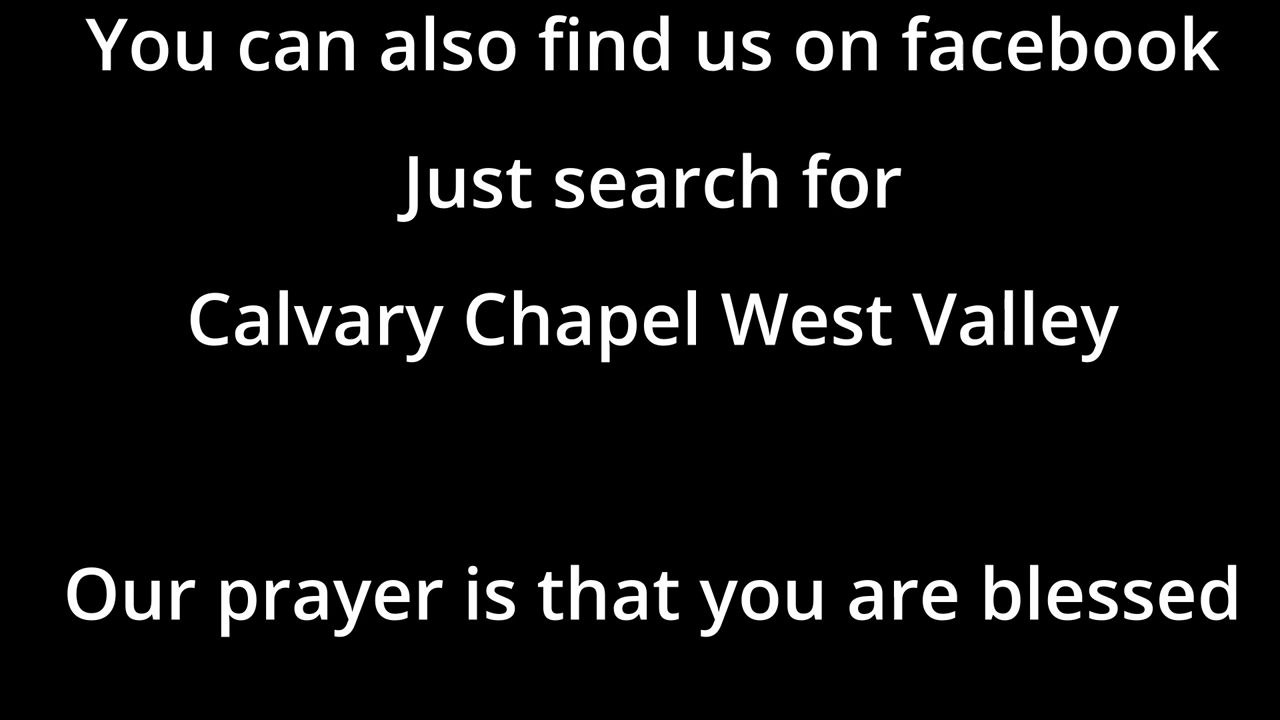 You can also find us on facebook
Just search for
Calvary Chapel West Valley
Our prayer is that you are blessed